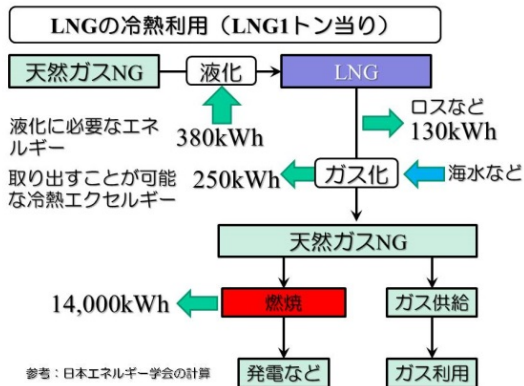 LNGの冷熱利用（LNG1トン当り）
天然ガスNG
液化
LNG
液化に必要なエネ
ルギー
380kWh
ロスなど
130kWh
取り出すことが可能
な冷熱エクセルギー
250kWh
ガス化
海水など
天然ガスNG
14,000kWh
燃焼
ガス供給
参考：日本エネルギー学会の計算
発電など
ガス利用